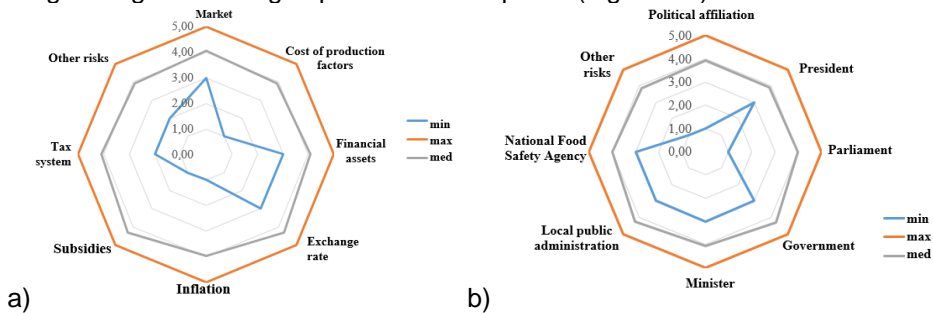 Market
5,00
4,00
3,00
2,00
1,00
0,00
Cost of production
factors
Financial
assets
Exchange
rate
Inflation
Subsidies
Tax
system
Other risks
min
max
med
a)
Political affiliation
5,00
4,00
3,00
2,00
1,00
0,00
President
Parliament
Government
Minister
Local public
administration
National Food
Safety Agency
Other
risks
min
max
med
b)